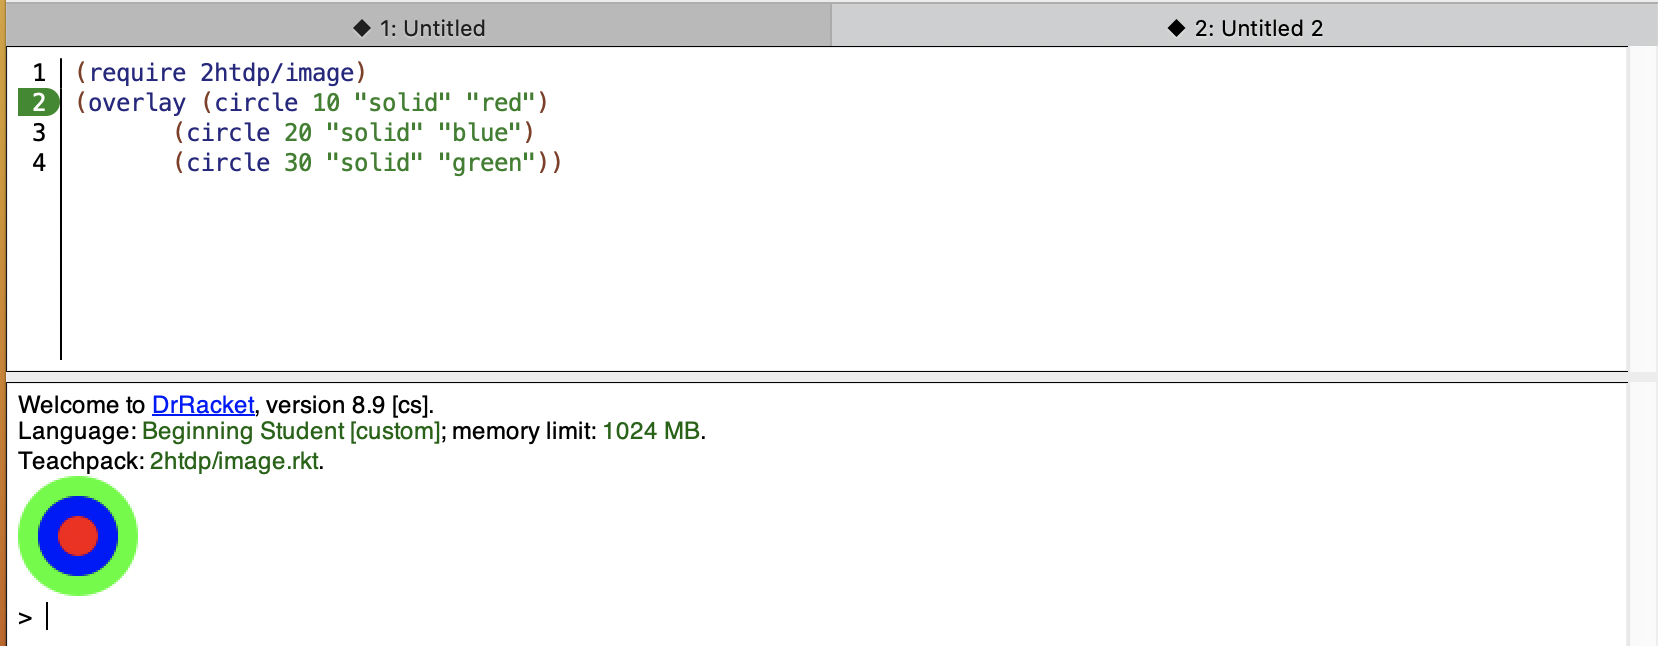 ◆ 1: Untitled
◆ 2: Untitled 2
1 (require 2htdp/image)
2 (overlay (circle 10 "solid" "red")
3        (circle 20 "solid" "blue")
4        (circle 30 "solid" "green"))
Welcome to DrRacket, version 8.9 [cs].
Language: Beginning Student [custom]; memory limit: 1024 MB.
Teachpack: 2htdp/image.rkt.
>